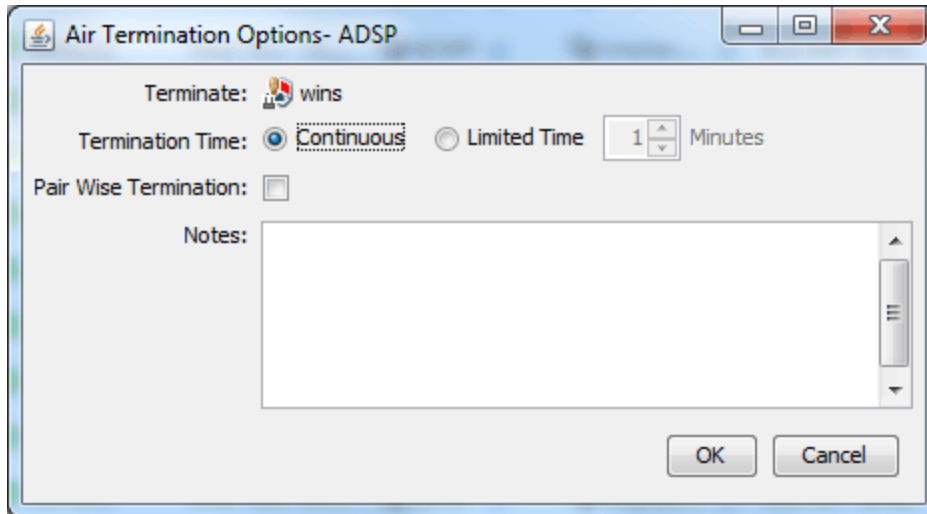 Air Termination Options- ADSP
Terminate: wins
Termination Time: Continuous Limited Time 1 Minutes
Pair Wise Termination:
Notes:
OK Cancel